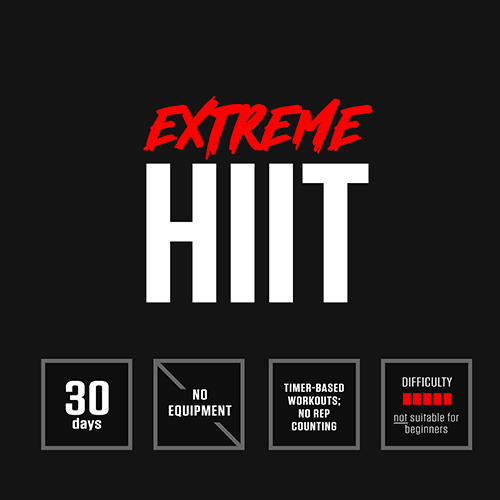 EXTREME
HIIT
30
days
NO
EQUIPMENT
TIMER-BASED
WORKOUTS;
NO REP
COUNTING
DIFFICULTY
not suitable for
beginners